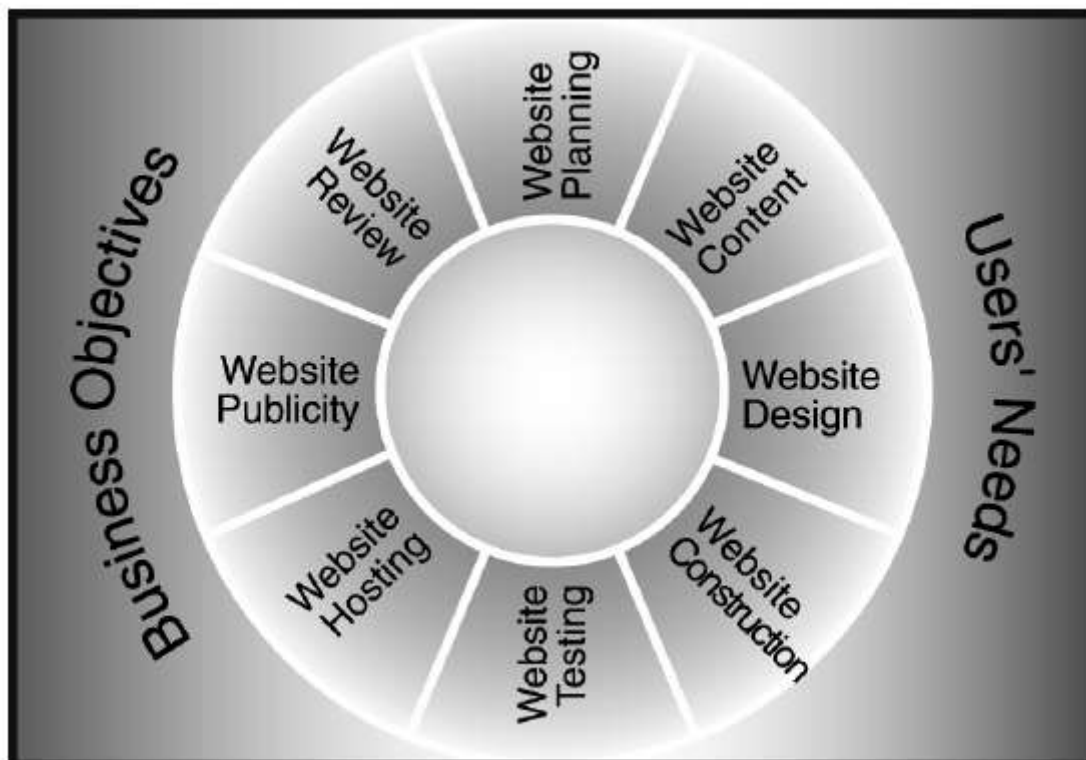 Website
Planning
Website
Content
Website
Design
Website
Construction
Website
Testing
Website
Hosting
Website
Publicity
Website
Review
Business Objectives
Users' Needs